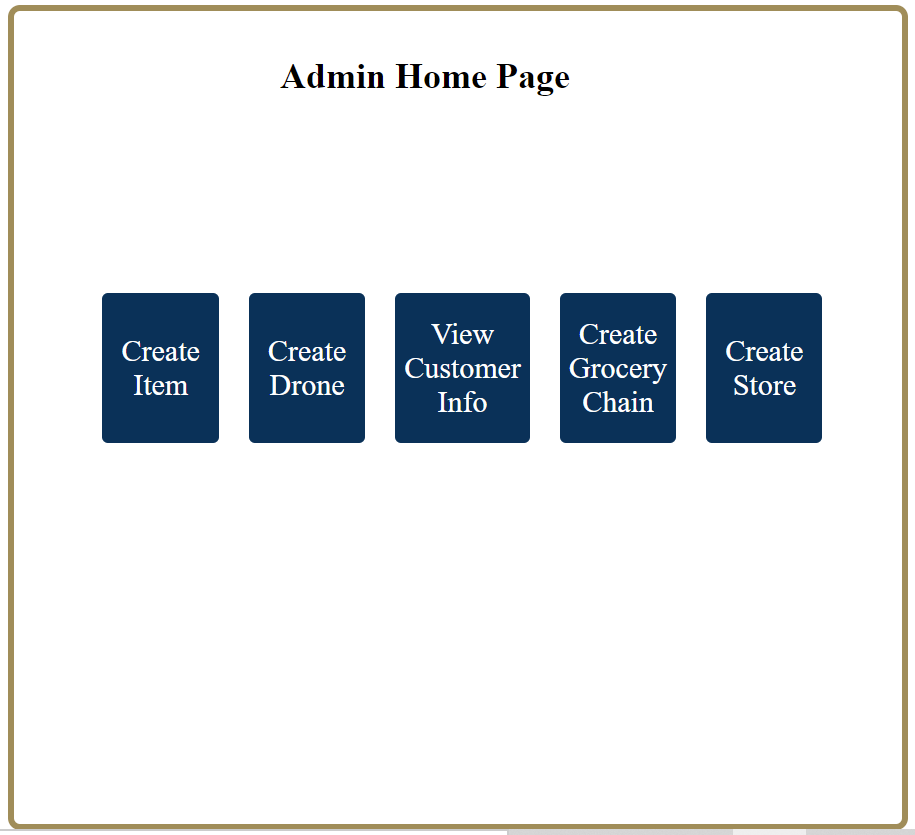 Admin Home Page
Create
Item
Create
Drone
View
Customer
Info
Create
Grocery
Chain
Create
Store